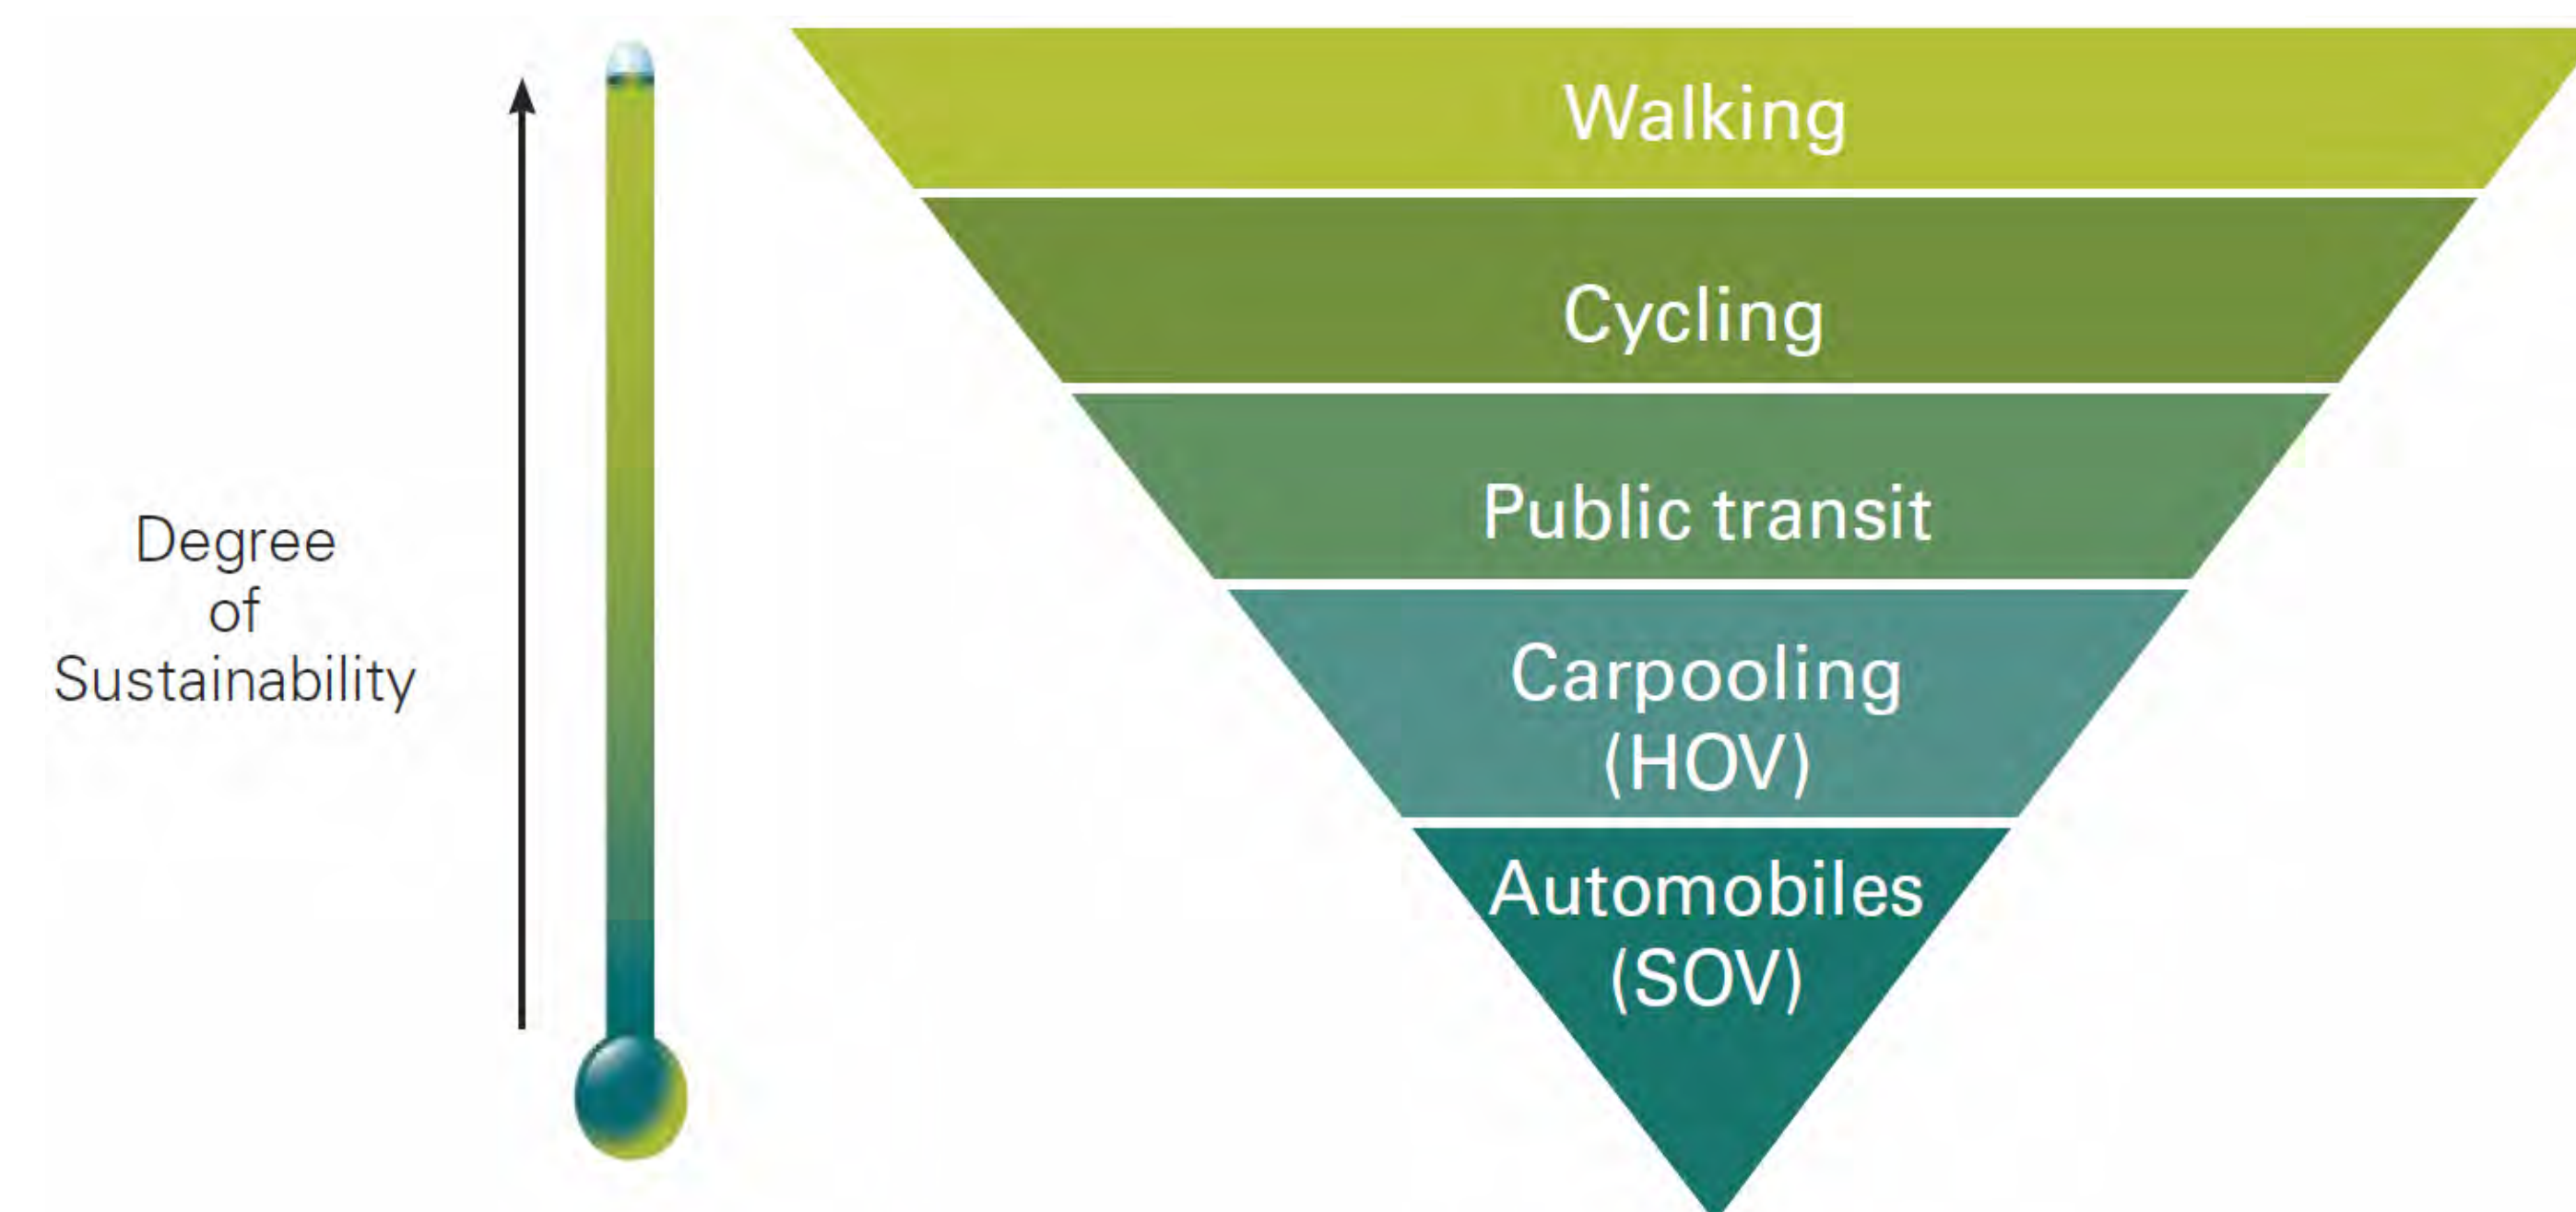 Degree
of
Sustainability
Walking
Cycling
Public transit
Carpooling
(HOV)
Automobiles
(SOV)